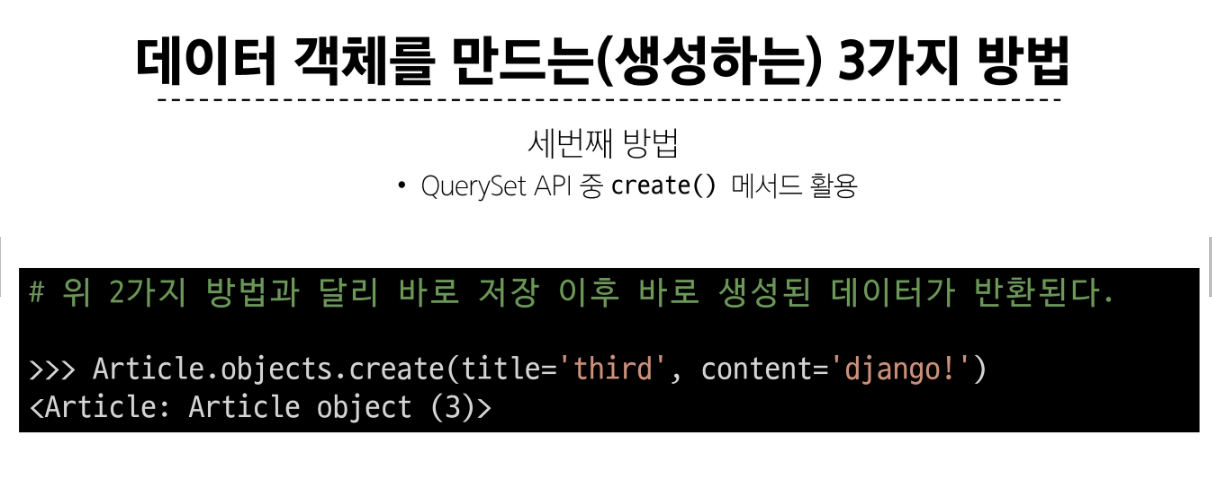 데이터 객체를 만드는(생성하는) 3가지 방법
세번째 방법
• QuerySet API 중 create() 메서드 활용
# 위 2가지 방법과 달리 바로 저장 이후 바로 생성된 데이터가 반환된다.
>>> Article.objects.create(title='third', content='django!')
<Article: Article object (3)>